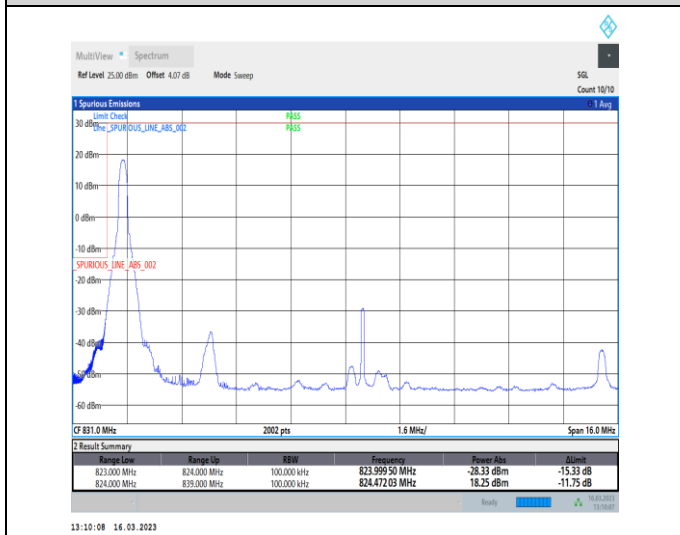 MultiView Spectrum
Ref Level 25.00 dBm Offset 4.07 dB Mode Sweep SGL
Count 10/10
1 Spurious Emissions 1 Avg
Limit Check PASS
30 dBm Line _SPURIOUS_LINE_ABS_002 PASS
20 dBm
10 dBm
0 dBm
-10 dBm
_SPURIOUS_LINE_ABS_002
-20 dBm
-30 dBm
-40 dBm
-50 dBm
-60 dBm
CF 831.0 MHz 2002 pts 1.6 MHz/ Span 16.0 MHz
2 Result Summary
Range Low Range Up RBW Frequency Power Abs ΔLimit
823.000 MHz 824.000 MHz 100.000 kHz 823.99950 MHz -28.33 dBm -15.33 dB
824.000 MHz 839.000 MHz 100.000 kHz 824.47203 MHz 18.25 dBm -11.75 dB
Ready 16.03.2023
13:10:07
13:10:08 16.03.2023